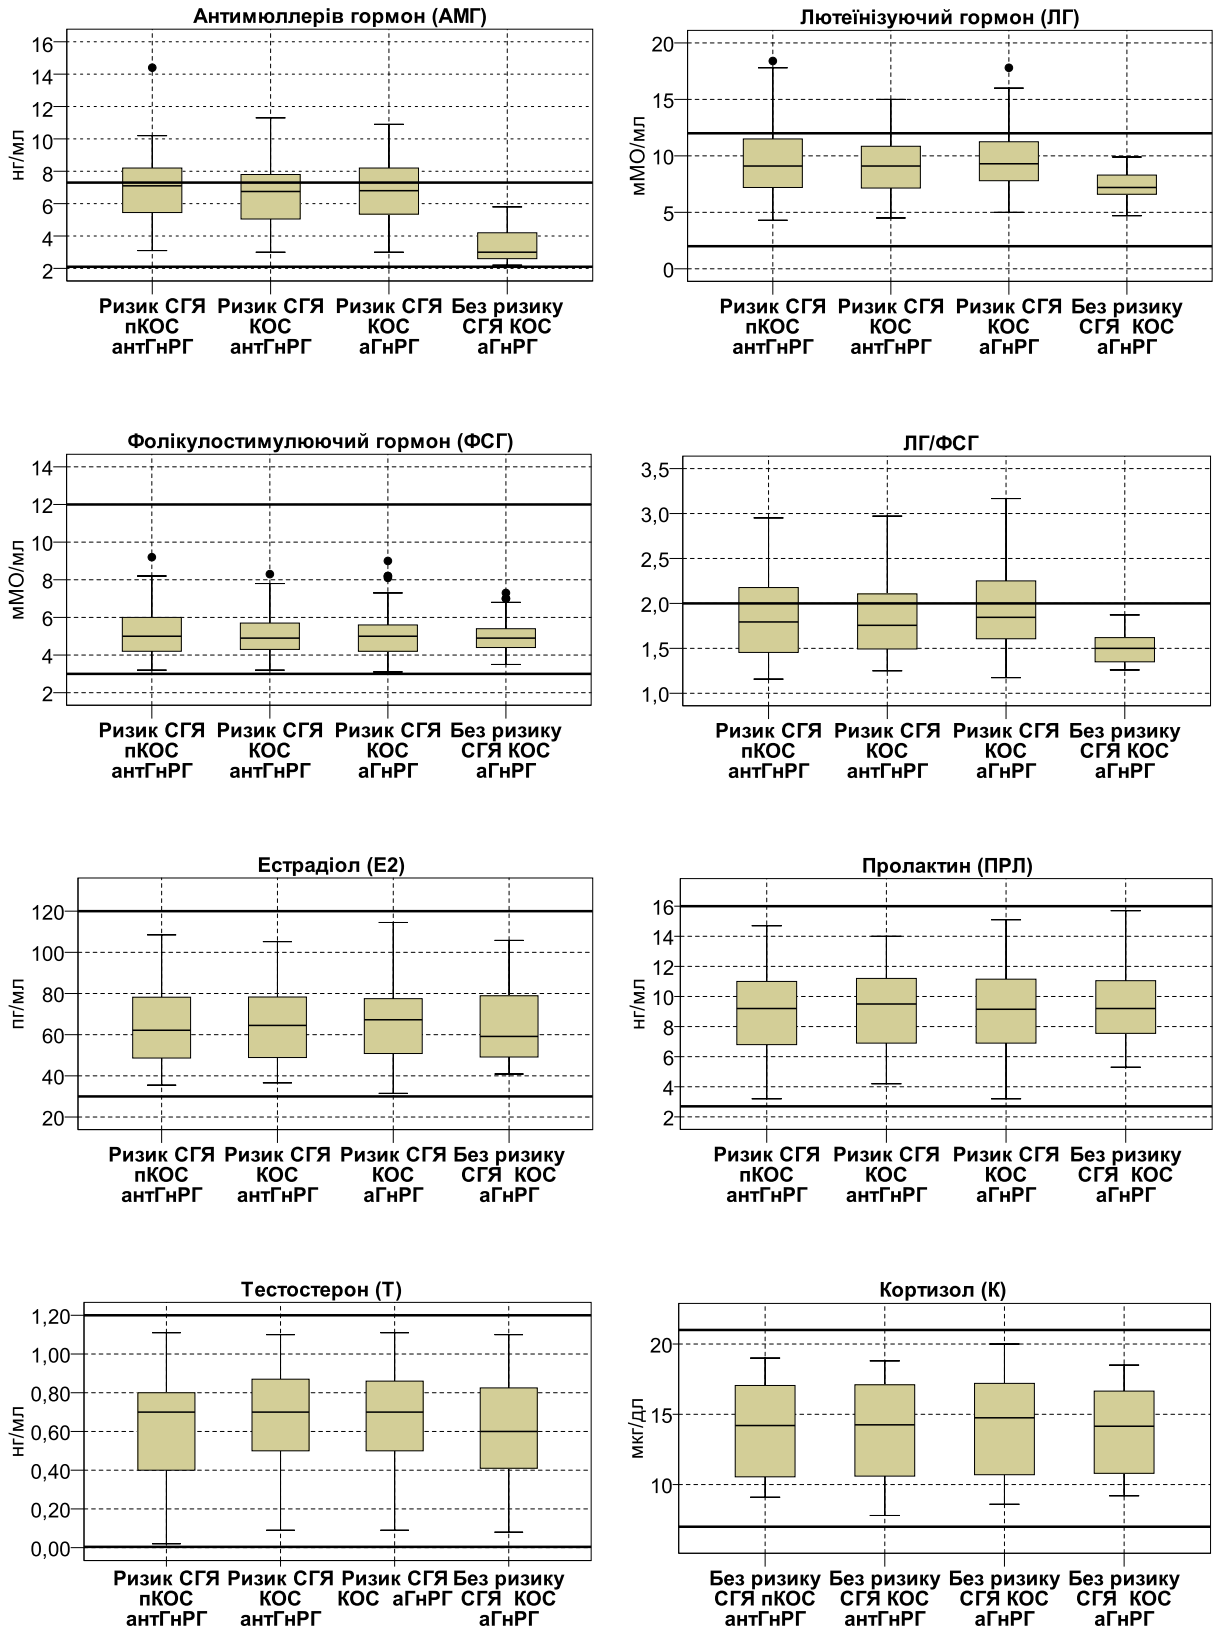 Антимюллерів гормон (АМГ)
16
14
12
10
8
6
4
2
нг/мл
Ризик СГЯ Ризик СГЯ Ризик СГЯ Без ризику
пКОС КОС КОС СГЯ КОС
антГнРГ антГнРГ аГнРГ аГнРГ
Лютеїнізуючий гормон (ЛГ)
20
15
10
5
0
мМО/мл
Ризик СГЯ Ризик СГЯ Ризик СГЯ Без ризику
пКОС КОС КОС СГЯ КОС
антГнРГ антГнРГ аГнРГ аГнРГ
Фолікулостимулюючий гормон (ФСГ)
14
12
10
8
6
4
2
мМО/мл
Ризик СГЯ Ризик СГЯ Ризик СГЯ Без ризику
пКОС КОС КОС СГЯ КОС
антГнРГ антГнРГ аГнРГ аГнРГ
ЛГ/ФСГ
3,5
3,0
2,5
2,0
1,5
1,0
Ризик СГЯ Ризик СГЯ Ризик СГЯ Без ризику
пКОС КОС КОС СГЯ КОС
антГнРГ антГнРГ аГнРГ аГнРГ
Естрадіол (Е2)
120
100
80
60
40
20
пг/мл
Ризик СГЯ Ризик СГЯ Ризик СГЯ Без ризику
пКОС КОС КОС СГЯ КОС
антГнРГ антГнРГ аГнРГ аГнРГ
Пролактин (ПРЛ)
16
14
12
10
8
6
4
2
нг/мл
Ризик СГЯ Ризик СГЯ Ризик СГЯ Без ризику
пКОС КОС КОС СГЯ КОС
антГнРГ антГнРГ аГнРГ аГнРГ
Тестостерон (Т)
1,20
1,00
0,80
0,60
0,40
0,20
0,00
нг/мл
Ризик СГЯ Ризик СГЯ Ризик СГЯ Без ризику
пКОС КОС КОС аГнРГ СГЯ КОС
антГнРГ антГнРГ аГнРГ
Кортизол (К)
20
15
10
мкг/дл
Без ризику Без ризику Без ризику Без ризику
СГЯ пКОС СГЯ КОС СГЯ КОС СГЯ КОС
антГнРГ антГнРГ аГнРГ аГнРГ